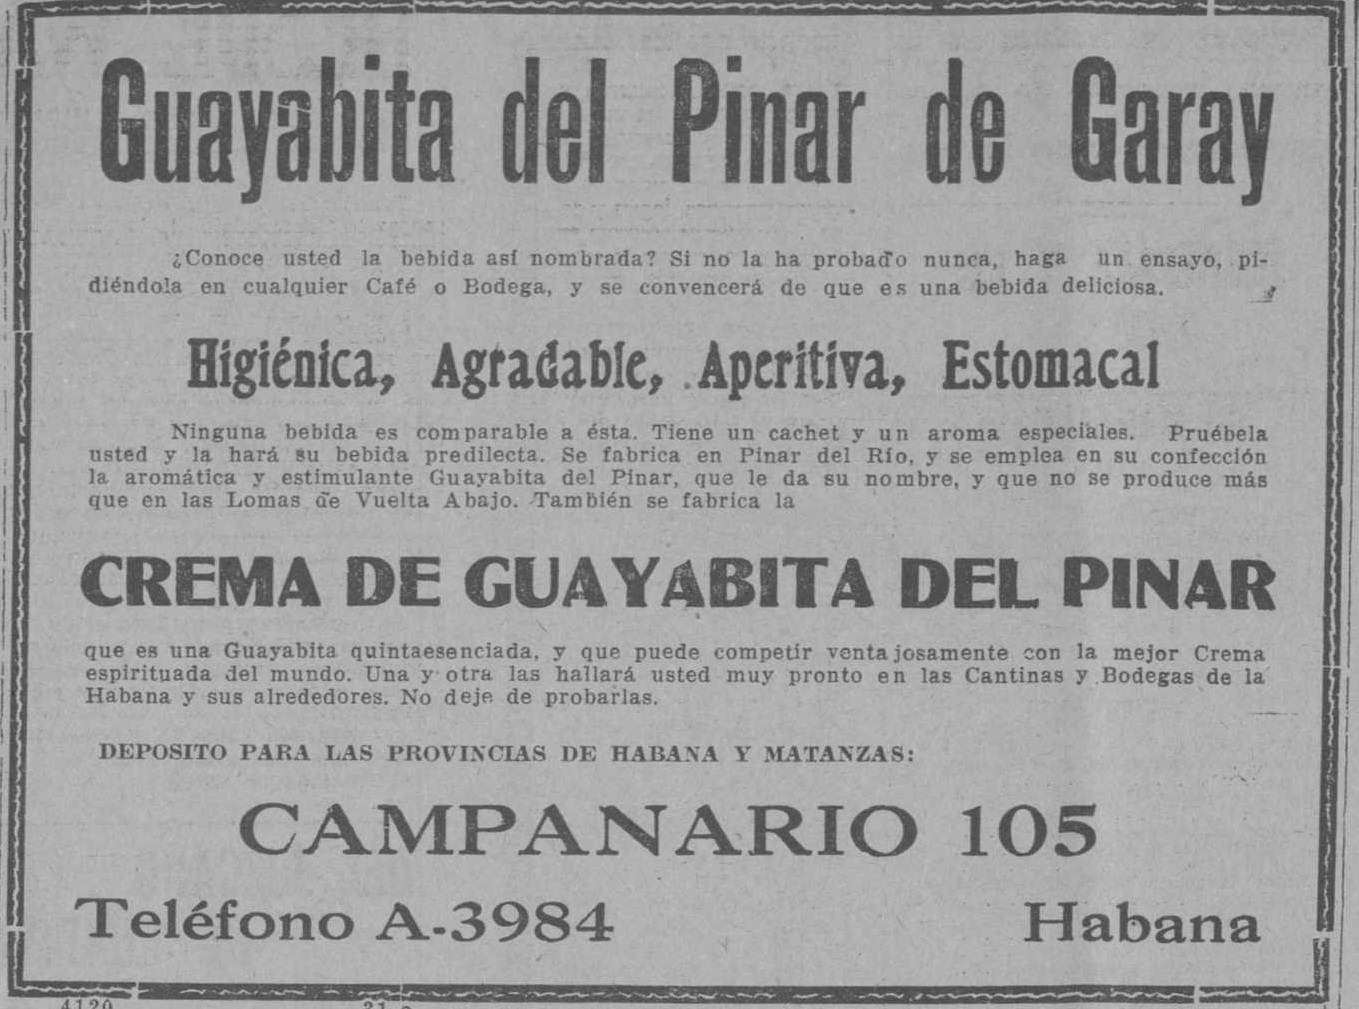 Guayabita del Pinar de Garay
¿Conoce usted la bebida así nombrada? Si no la ha probado nunca, haga un ensayo, pi-
diéndola en cualquier Café o Bodega, y se convencerá de que es una bebida deliciosa.
Higiénica, Agradable, Aperitiva, Estomacal
Ninguna bebida es comparable a ésta. Tiene un cachet y un aroma especiales. Pruébela
usted y la hará su bebida predilecta. Se fabrica en Pinar del Río, y se emplea en su confección
la aromática y estimulante Guayabita del Pinar, que le da su nombre, y que no se produce más
que en las Lomas de Vuelta Abajo. También se fabrica la
CREMA DE GUAYABITA DEL PINAR
que es una Guayabita quintaesenciada, y que puede competir ventajosamente con la mejor Crema
espirituada del mundo. Una y otra las hallará usted muy pronto en las Cantinas y Bodegas de la
Habana y sus alrededores. No deje de probarlas.
DEPOSITO PARA LAS PROVINCIAS DE HABANA Y MATANZAS:
CAMPANARIO 105
Teléfono A-3984 Habana